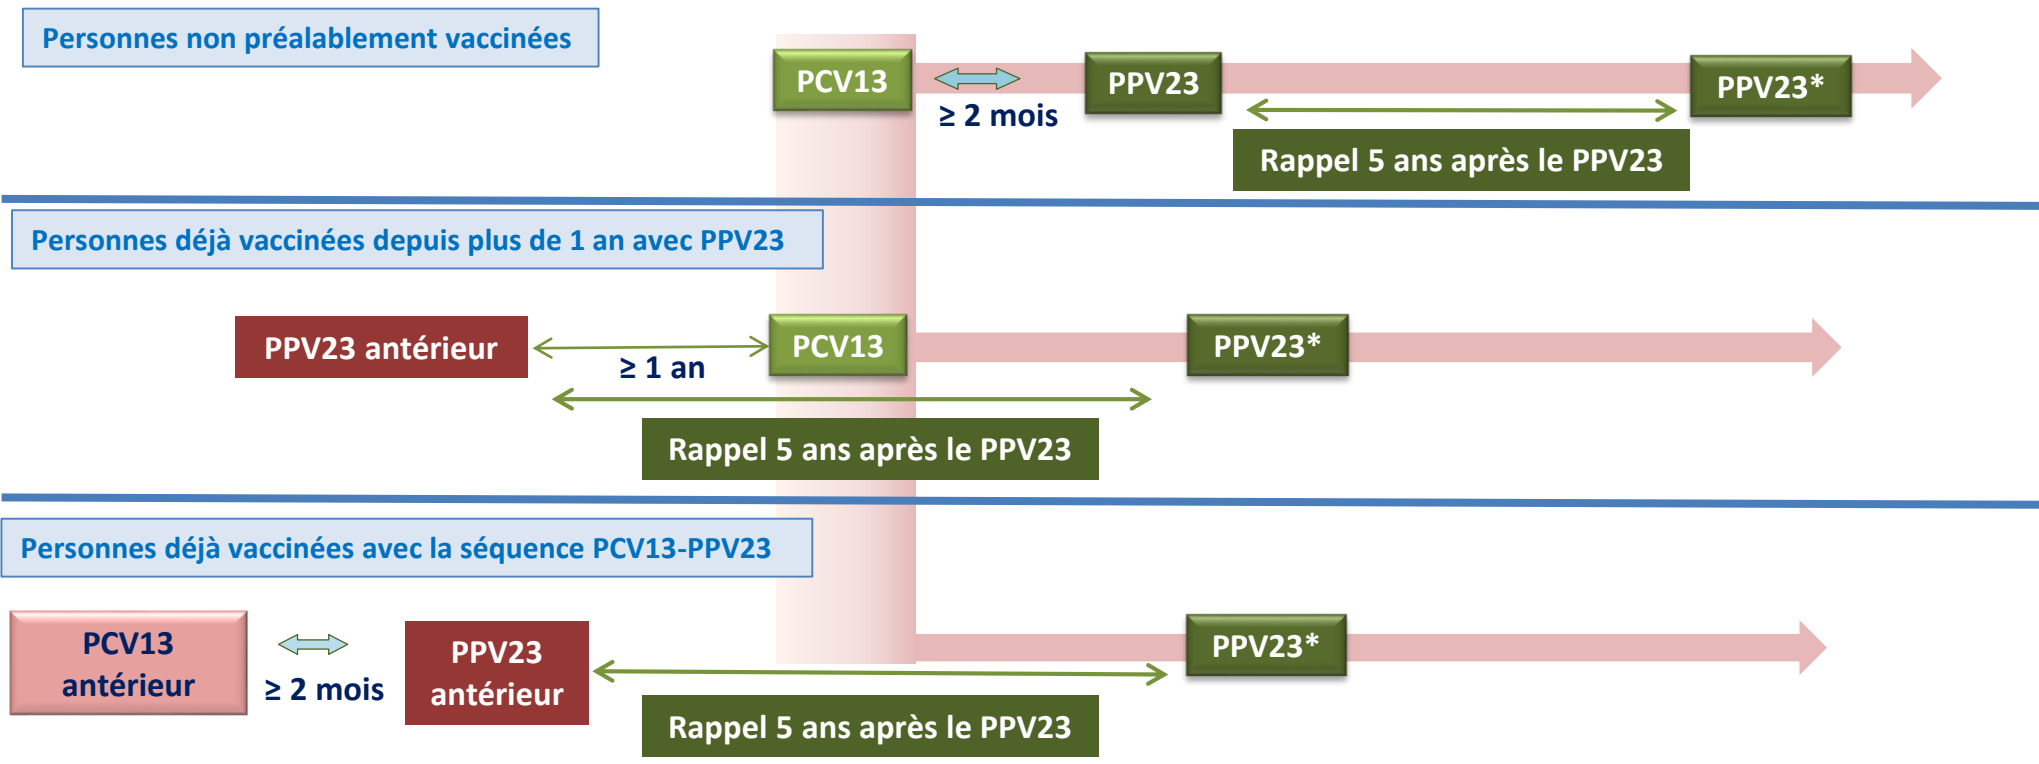 Personnes non préalablement vaccinées
PCV13
≥ 2 mois
PPV23
PPV23*
Rappel 5 ans après le PPV23
Personnes déjà vaccinées depuis plus de 1 an avec PPV23
PPV23 antérieur
≥ 1 an
PCV13
PPV23*
Rappel 5 ans après le PPV23
Personnes déjà vaccinées avec la séquence PCV13-PPV23
PCV13
antérieur
≥ 2 mois
PPV23
antérieur
PPV23*
Rappel 5 ans après le PPV23